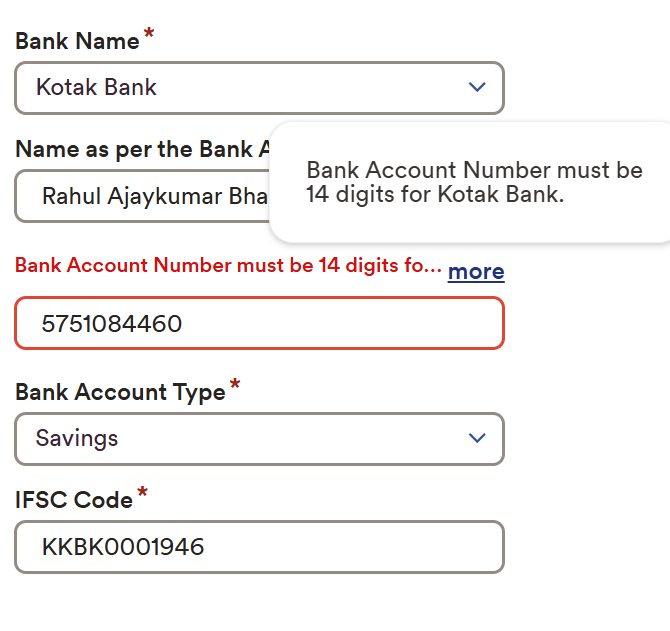 Bank Name*
Kotak Bank
Name as per the Bank A
Rahul Ajaykumar Bha
Bank Account Number must be
14 digits for Kotak Bank.
Bank Account Number must be 14 digits fo... more
5751084460
Bank Account Type*
Savings
IFSC Code*
KKBK0001946